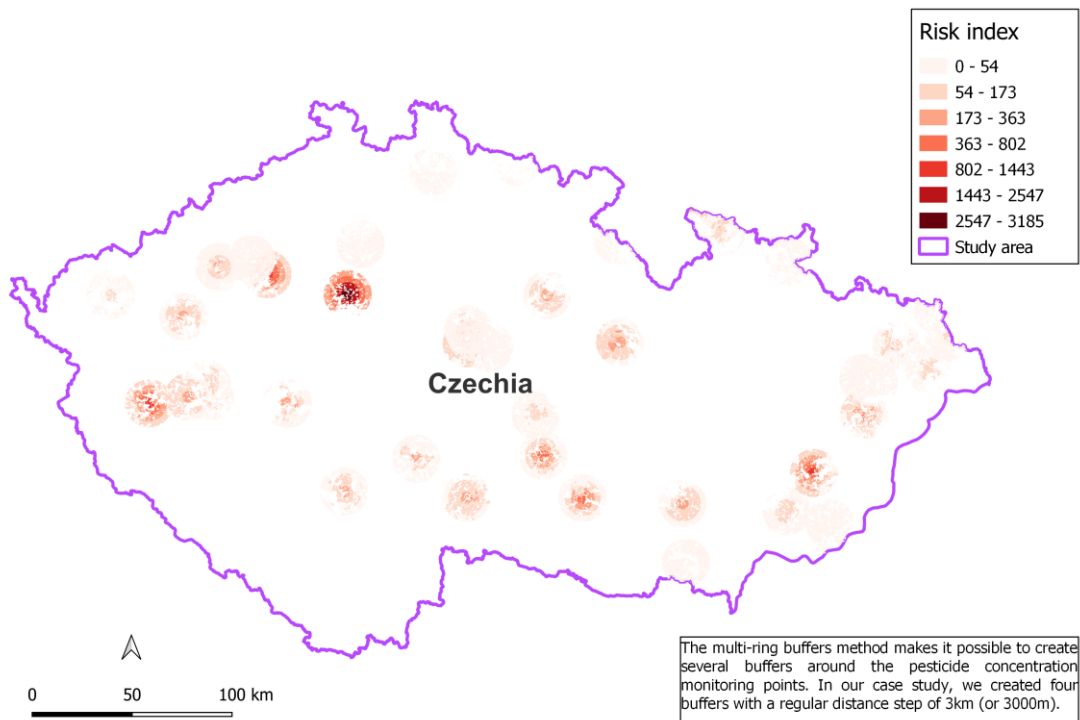 Risk index
0 - 54
54 - 173
173 - 363
363 - 802
802 - 1443
1443 - 2547
2547 - 3185
Study area
Czechia
0 50 100 km
The multi-ring buffers method makes it possible to create
several buffers around the pesticide concentration
monitoring points. In our case study, we created four
buffers with a regular distance step of 3km (or 3000m).